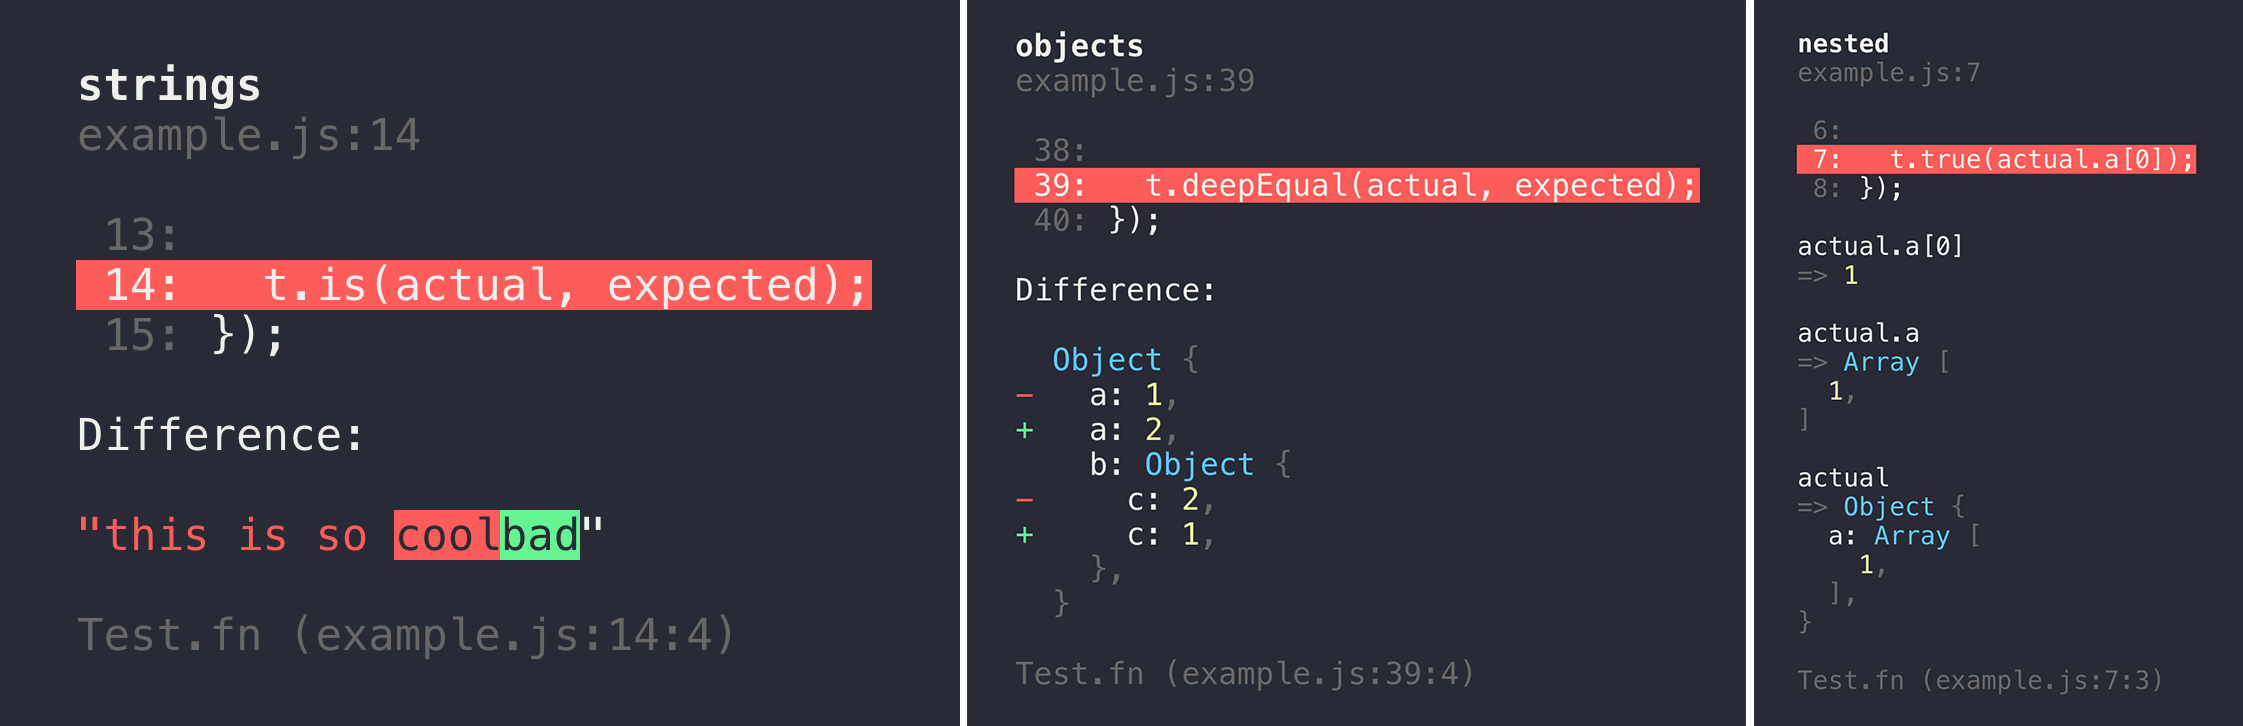 strings
example.js:14
13:
14:   t.is(actual, expected);
15: });
Difference:
"this is so coolbad"
Test.fn (example.js:14:4)
objects
example.js:39
38:
39:   t.deepEqual(actual, expected);
40: });
Difference:
  Object {
-   a: 1,
+   a: 2,
    b: Object {
-     c: 2,
+     c: 1,
    },
  }
Test.fn (example.js:39:4)
nested
example.js:7
6:
7:   t.true(actual.a[0]);
8: });
actual.a[0]
=> 1
actual.a
=> Array [
  1,
]
actual
=> Object {
  a: Array [
    1,
  ],
}
Test.fn (example.js:7:3)